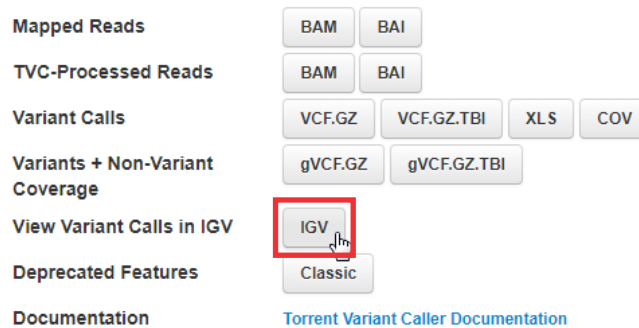 Mapped Reads BAM BAI
TVC-Processed Reads BAM BAI
Variant Calls VCF.GZ VCF.GZ.TBI XLS COV
Variants + Non-Variant gVCF.GZ gVCF.GZ.TBI
Coverage
View Variant Calls in IGV IGV
Deprecated Features Classic
Documentation Torrent Variant Caller Documentation